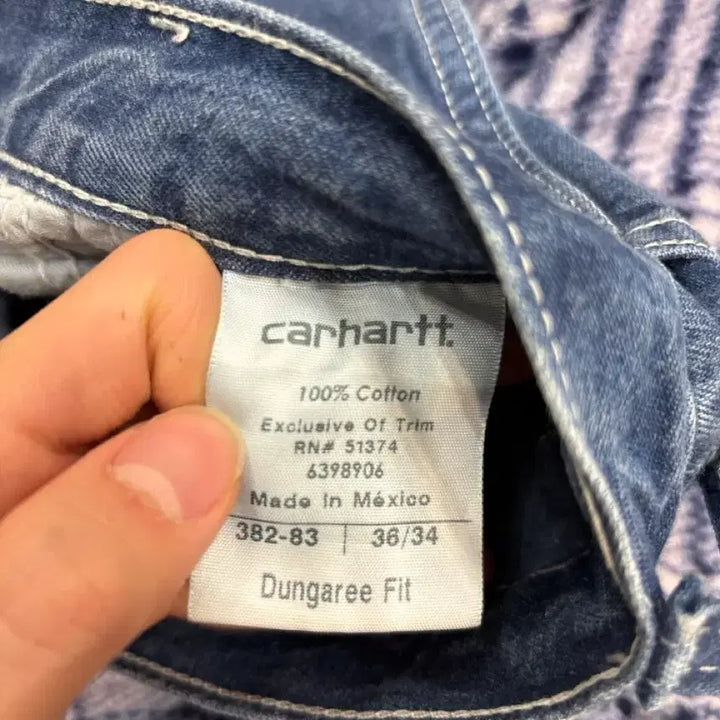 carhartt.
100% Cotton
Exclusive Of Trim
RN# 51374
6398906
Made in México
382-83 | 36/34
Dungaree Fit